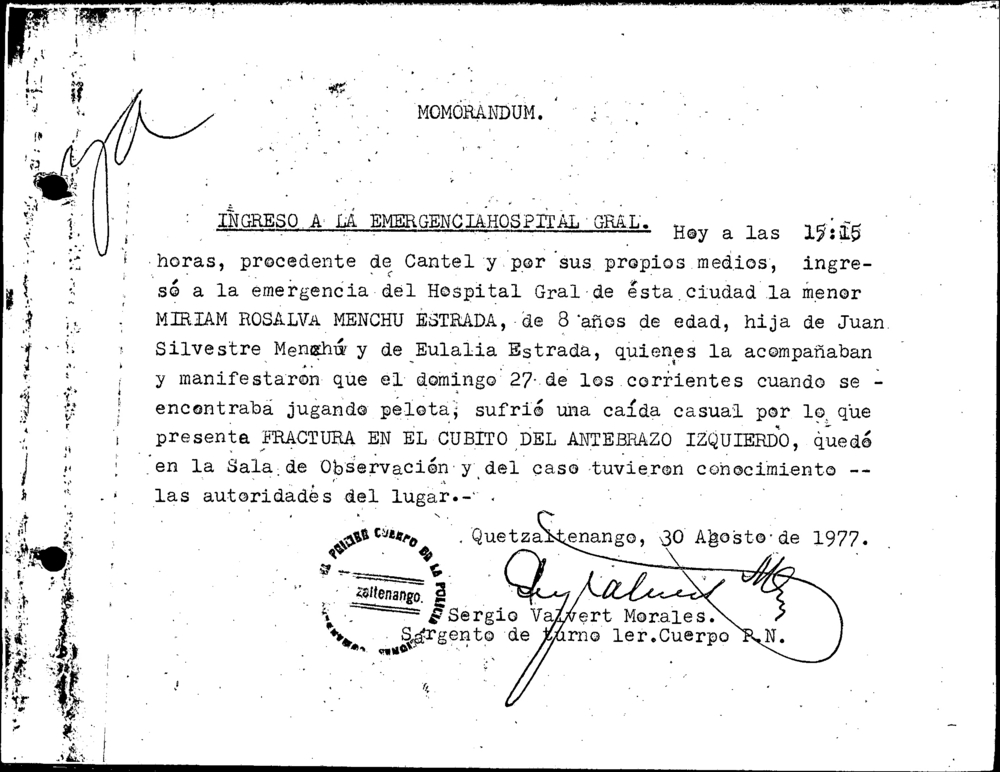 MOMORANDUM.
INGRESO A LA EMERGENCIAHOSPITAL GRAL. Hoy a las 15:15
horas, procedente de Cantel y por sus propios medios, ingre-
só a la emergencia del Hospital Gral de ésta ciudad la menor
MIRIAM ROSALVA MENCHU ESTRADA, de 8 años de edad, hija de Juan
Silvestre Menchú y de Eulalia Estrada, quienes la acompañaban
y manifestaron que el domingo 27 de los corrientes cuando se -
encontraba jugando pelota, sufrió una caída casual por lo que
presenta FRACTURA EN EL CUBITO DEL ANTEBRAZO IZQUIERDO, quedó
en la Sala de Observación y del caso tuvieron conocimiento --
las autoridades del lugar.-
Quetzaltenango, 30 Agosto de 1977.
PRIMER CUERPO DE LA POLICIA
zaltenango.
Sergio Valvert Morales.
Sargento de turno 1er.Cuerpo P.N.